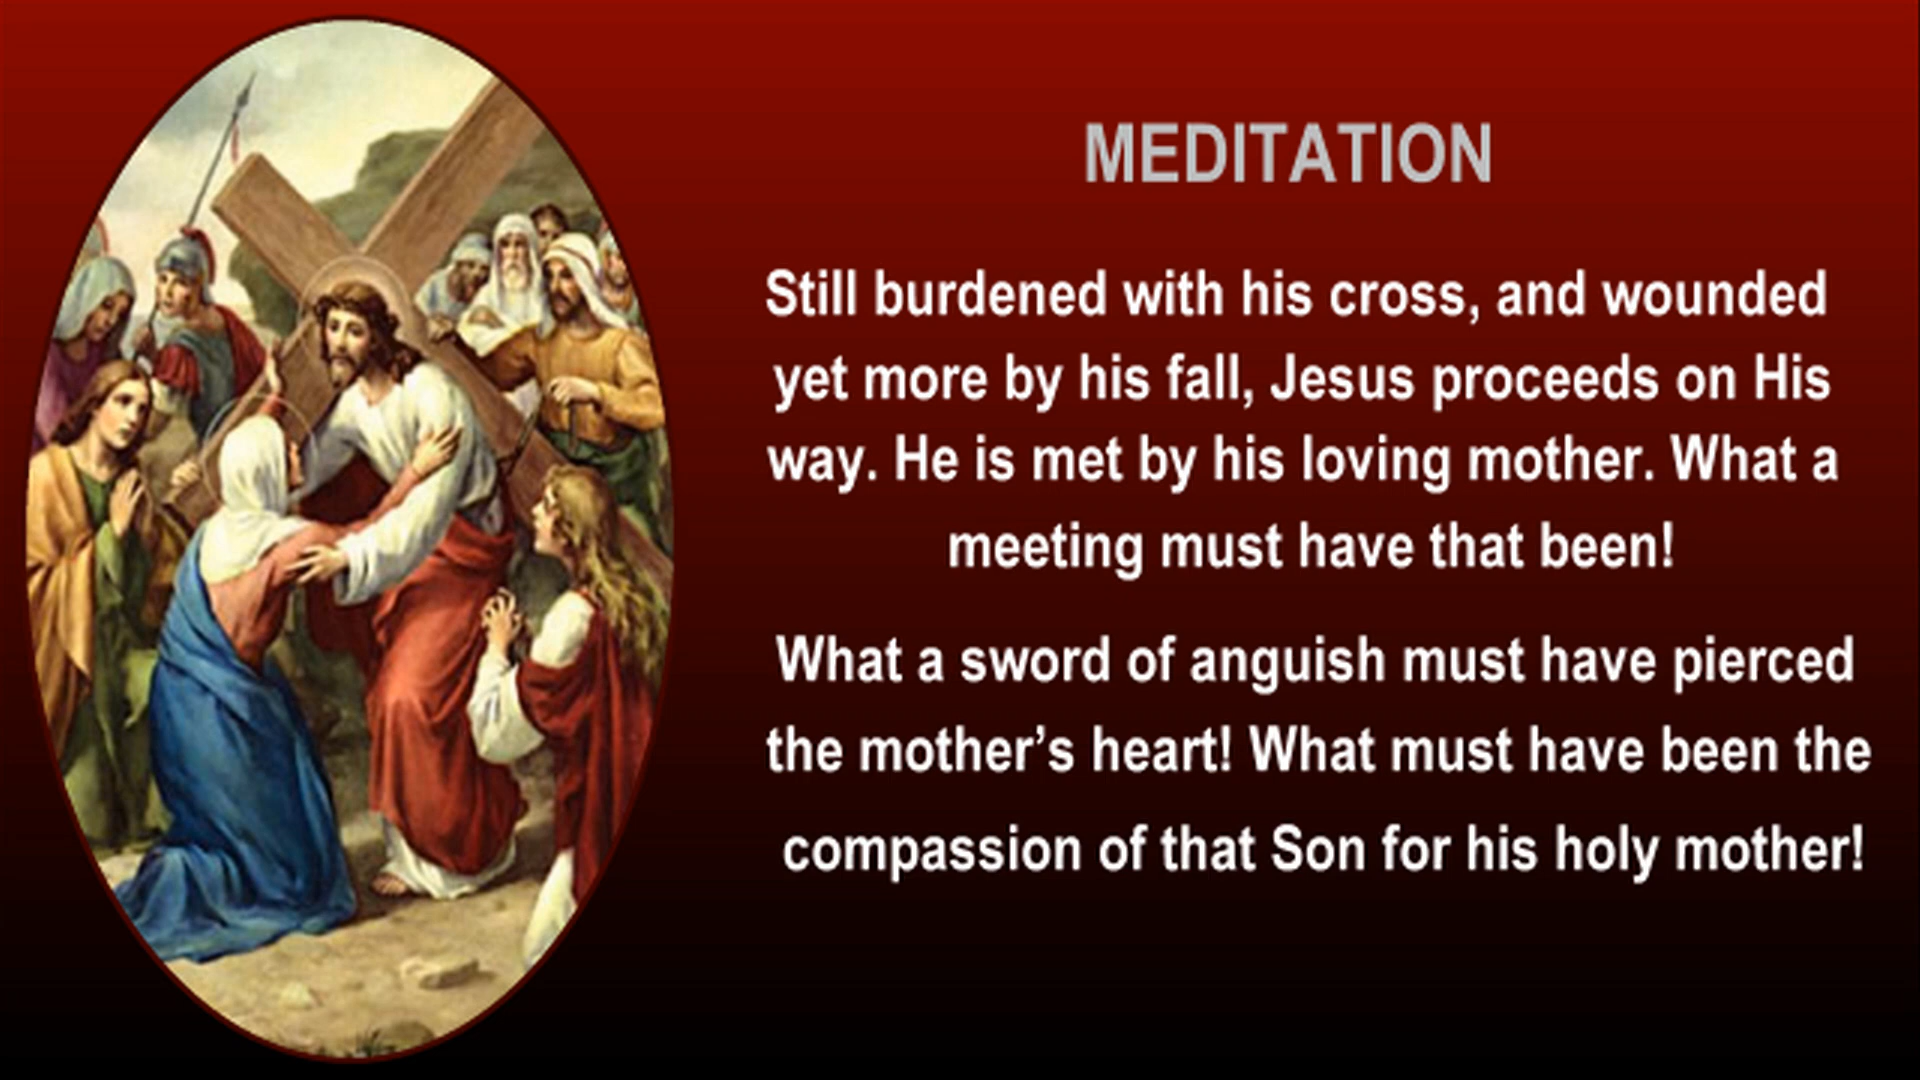 MEDITATION
Still burdened with his cross, and wounded
yet more by his fall, Jesus proceeds on His
way. He is met by his loving mother. What a
meeting must have that been!
What a sword of anguish must have pierced
the mother’s heart! What must have been the
compassion of that Son for his holy mother!